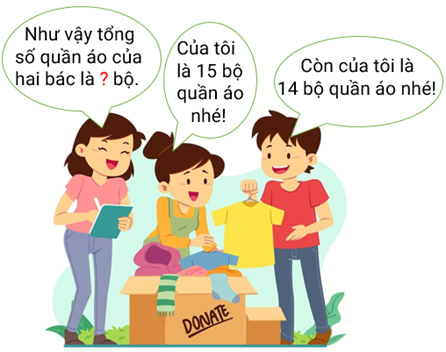 Như vậy tổng
số quần áo của
hai bác là ? bộ.
Của tôi
là 15 bộ
quần áo
nhé!
Còn của tôi là
14 bộ quần áo nhé!
DONATE